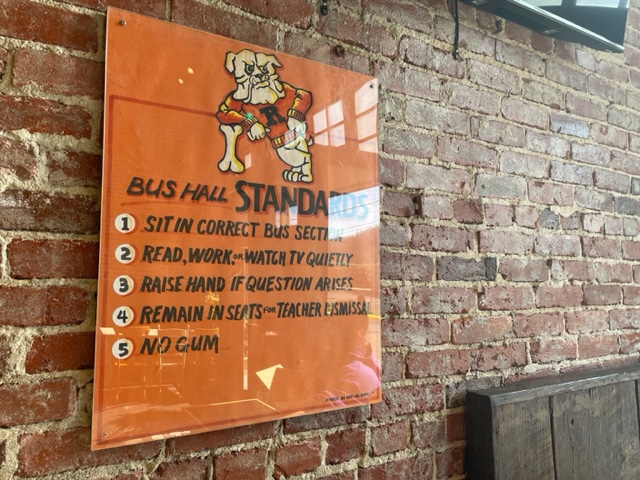 R
BUS HALL STANDARDS
1 SIT IN CORRECT BUS SECTION
2 READ, WORK, OR WATCH TV QUIETLY
3 RAISE HAND IF QUESTION ARISES
4 REMAIN IN SEATS FOR TEACHER DISMISSAL
5 NO GUM